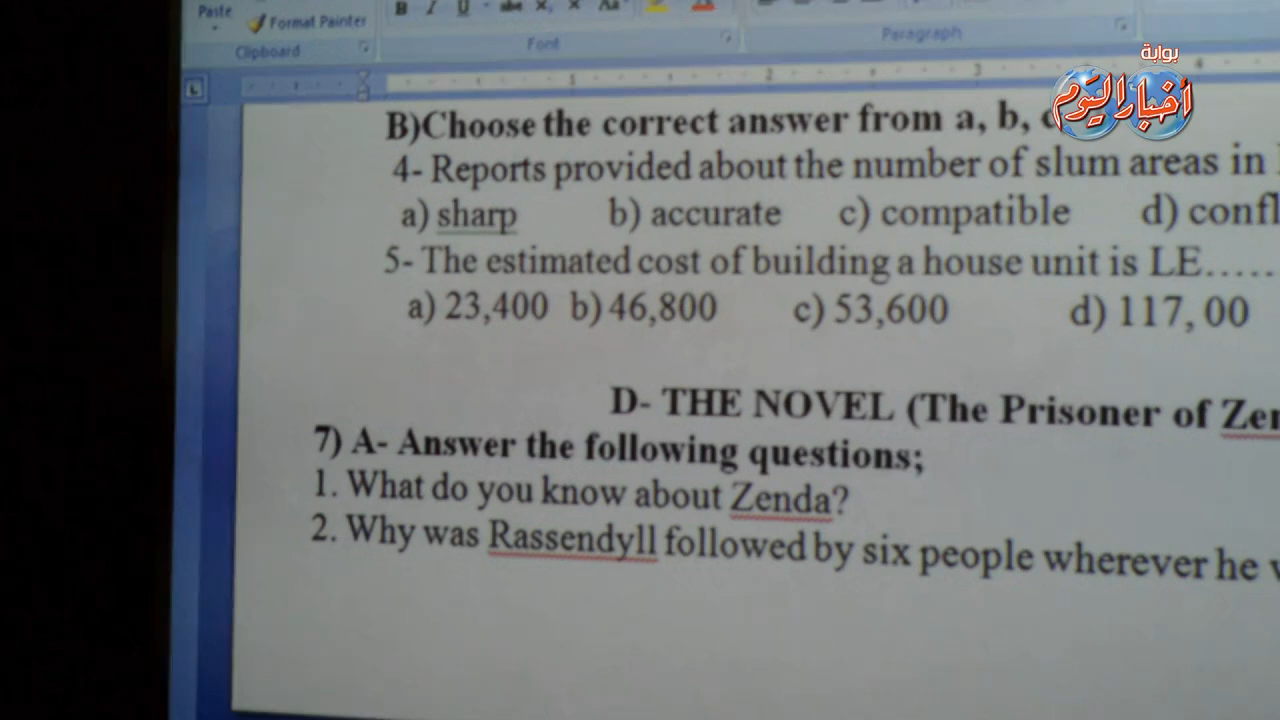 Paste
Format Painter
Clipboard
Font
Paragraph
بوابة
أخبار اليوم
B)Choose the correct answer from a, b,
4- Reports provided about the number of slum areas in
a) sharp b) accurate c) compatible d) confl
5- The estimated cost of building a house unit is LE.....
a) 23,400 b) 46,800 c) 53,600 d) 117, 00
D- THE NOVEL (The Prisoner of Zen
7) A- Answer the following questions;
1. What do you know about Zenda?
2. Why was Rassendyll followed by six people wherever he